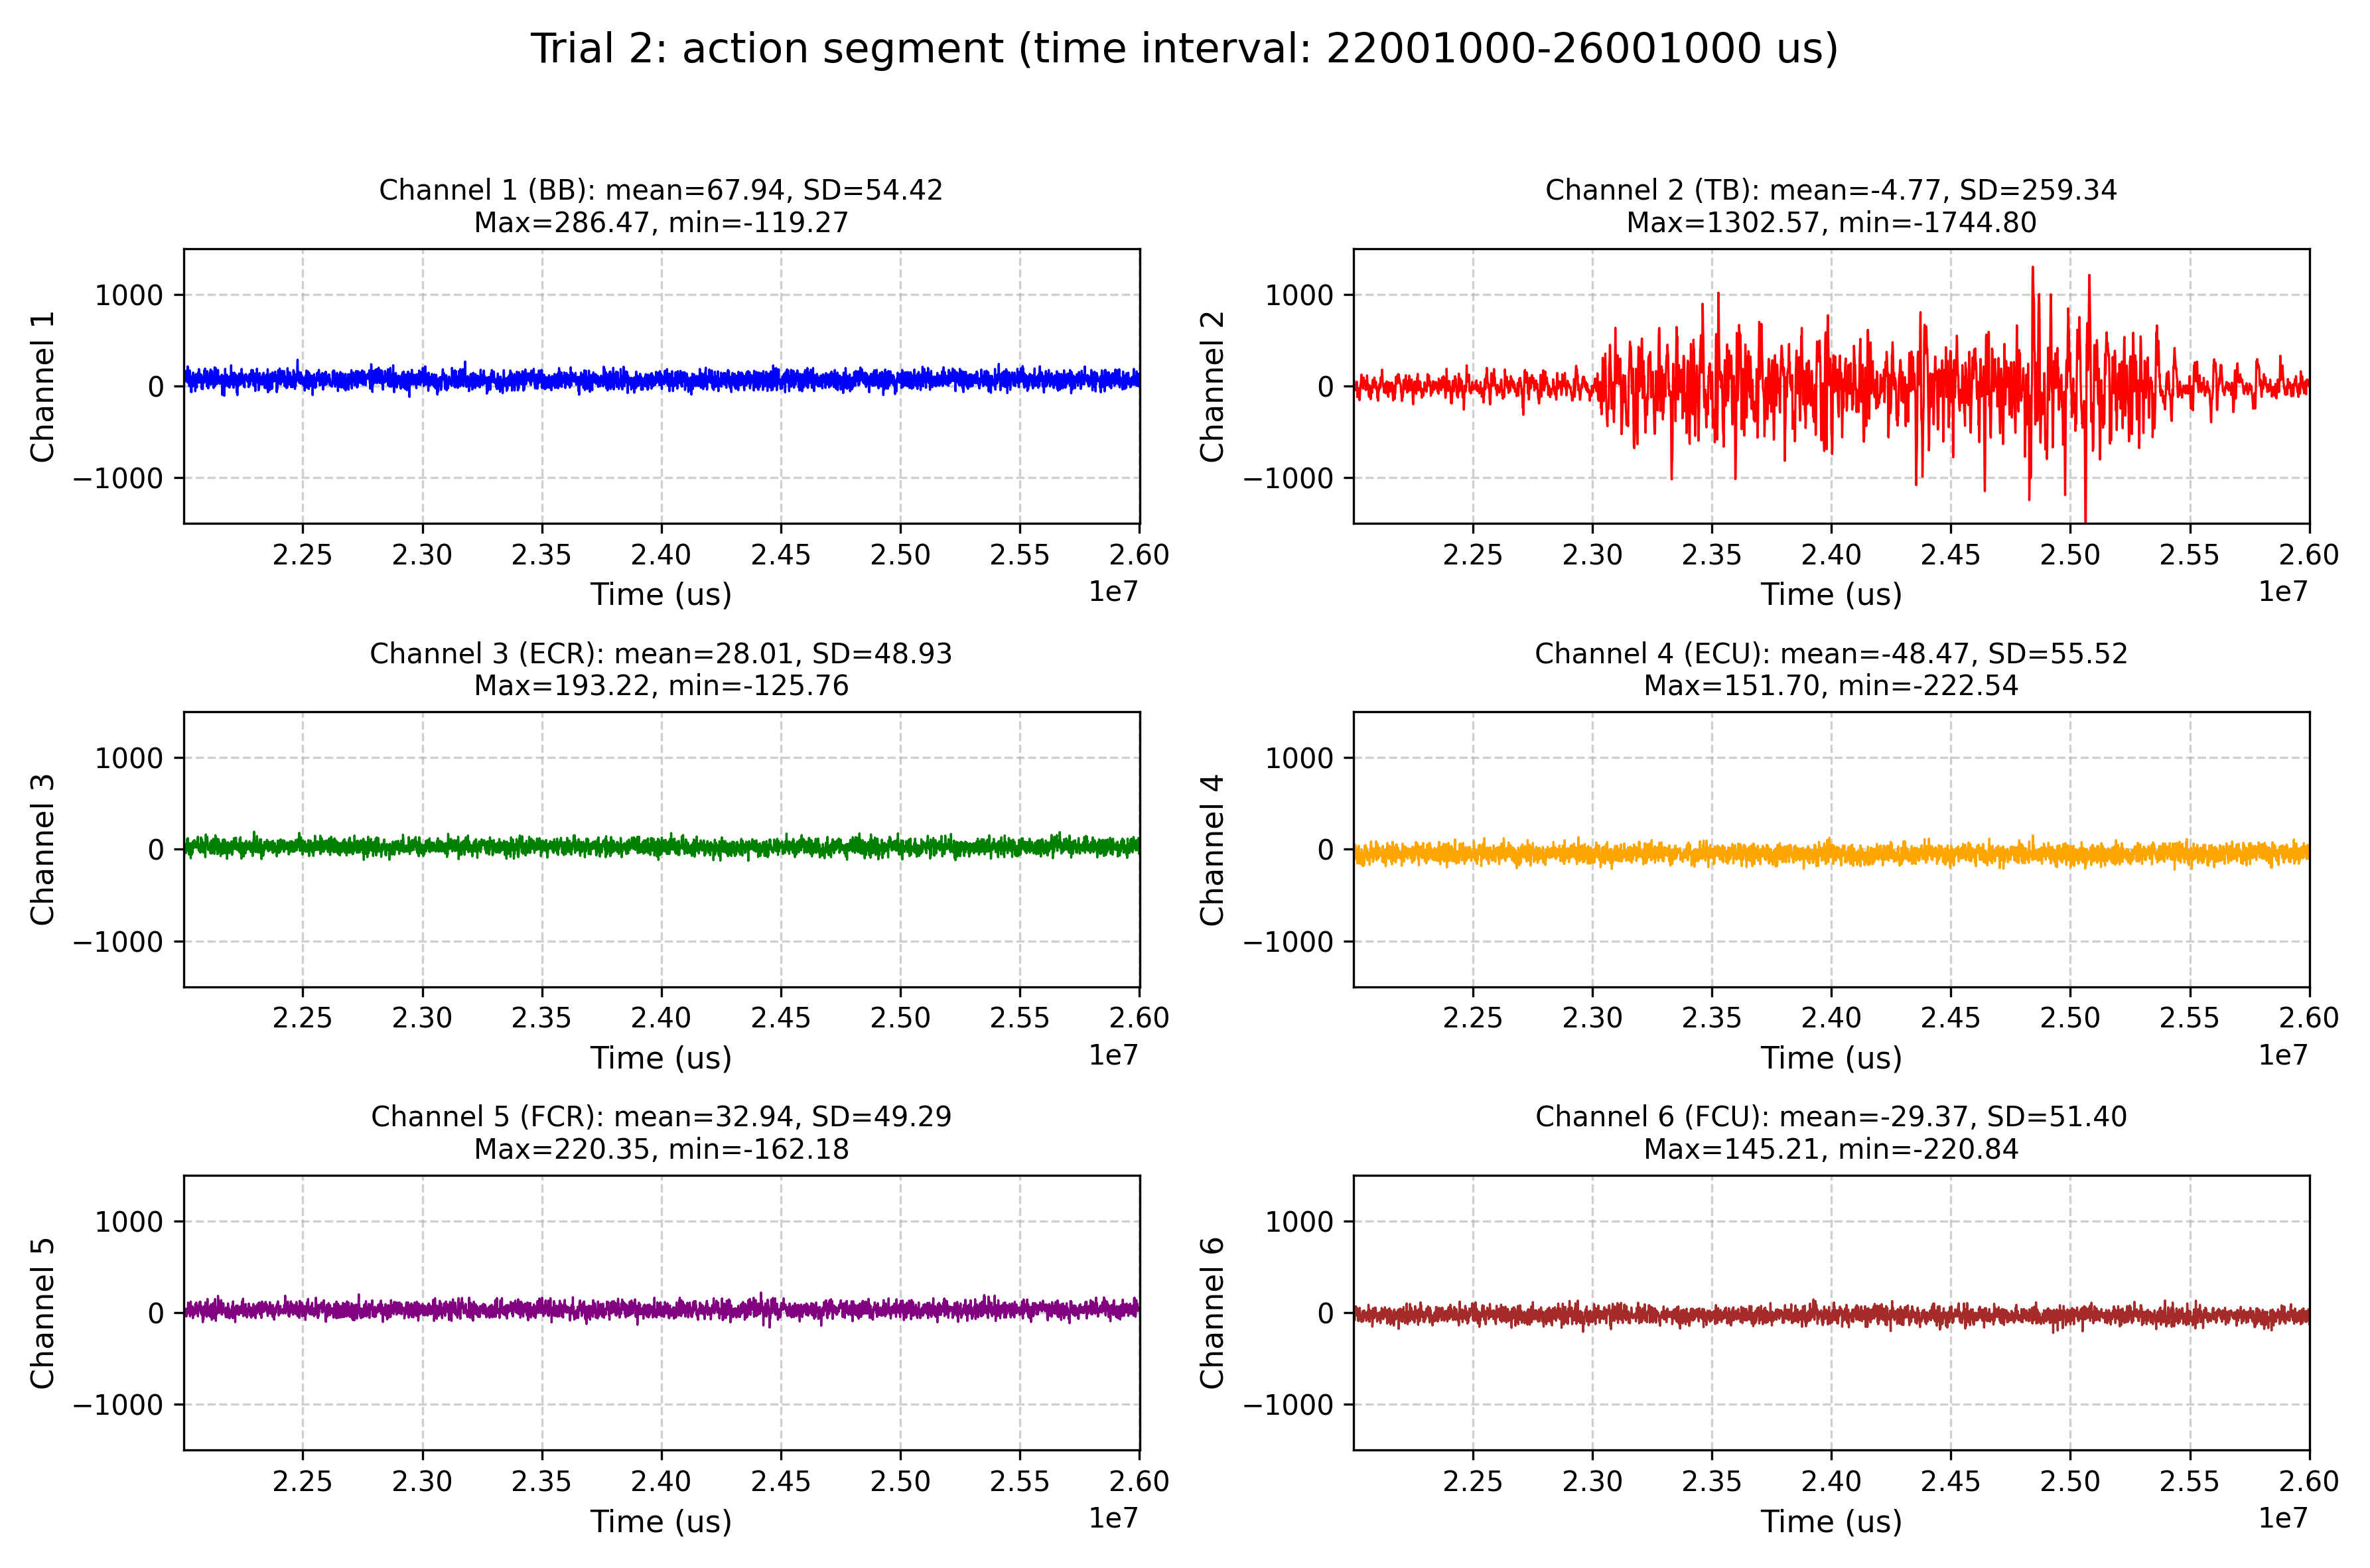 Trial 2: action segment (time interval: 22001000-26001000 us)
Channel 1 (BB): mean=67.94, SD=54.42
Max=286.47, min=-119.27
Channel 1
1000
0
−1000
2.25 2.30 2.35 2.40 2.45 2.50 2.55 2.60
1e7
Time (us)
Channel 2 (TB): mean=-4.77, SD=259.34
Max=1302.57, min=-1744.80
Channel 2
1000
0
−1000
2.25 2.30 2.35 2.40 2.45 2.50 2.55 2.60
1e7
Time (us)
Channel 3 (ECR): mean=28.01, SD=48.93
Max=193.22, min=-125.76
Channel 3
1000
0
−1000
2.25 2.30 2.35 2.40 2.45 2.50 2.55 2.60
1e7
Time (us)
Channel 4 (ECU): mean=-48.47, SD=55.52
Max=151.70, min=-222.54
Channel 4
1000
0
−1000
2.25 2.30 2.35 2.40 2.45 2.50 2.55 2.60
1e7
Time (us)
Channel 5 (FCR): mean=32.94, SD=49.29
Max=220.35, min=-162.18
Channel 5
1000
0
−1000
2.25 2.30 2.35 2.40 2.45 2.50 2.55 2.60
1e7
Time (us)
Channel 6 (FCU): mean=-29.37, SD=51.40
Max=145.21, min=-220.84
Channel 6
1000
0
−1000
2.25 2.30 2.35 2.40 2.45 2.50 2.55 2.60
1e7
Time (us)